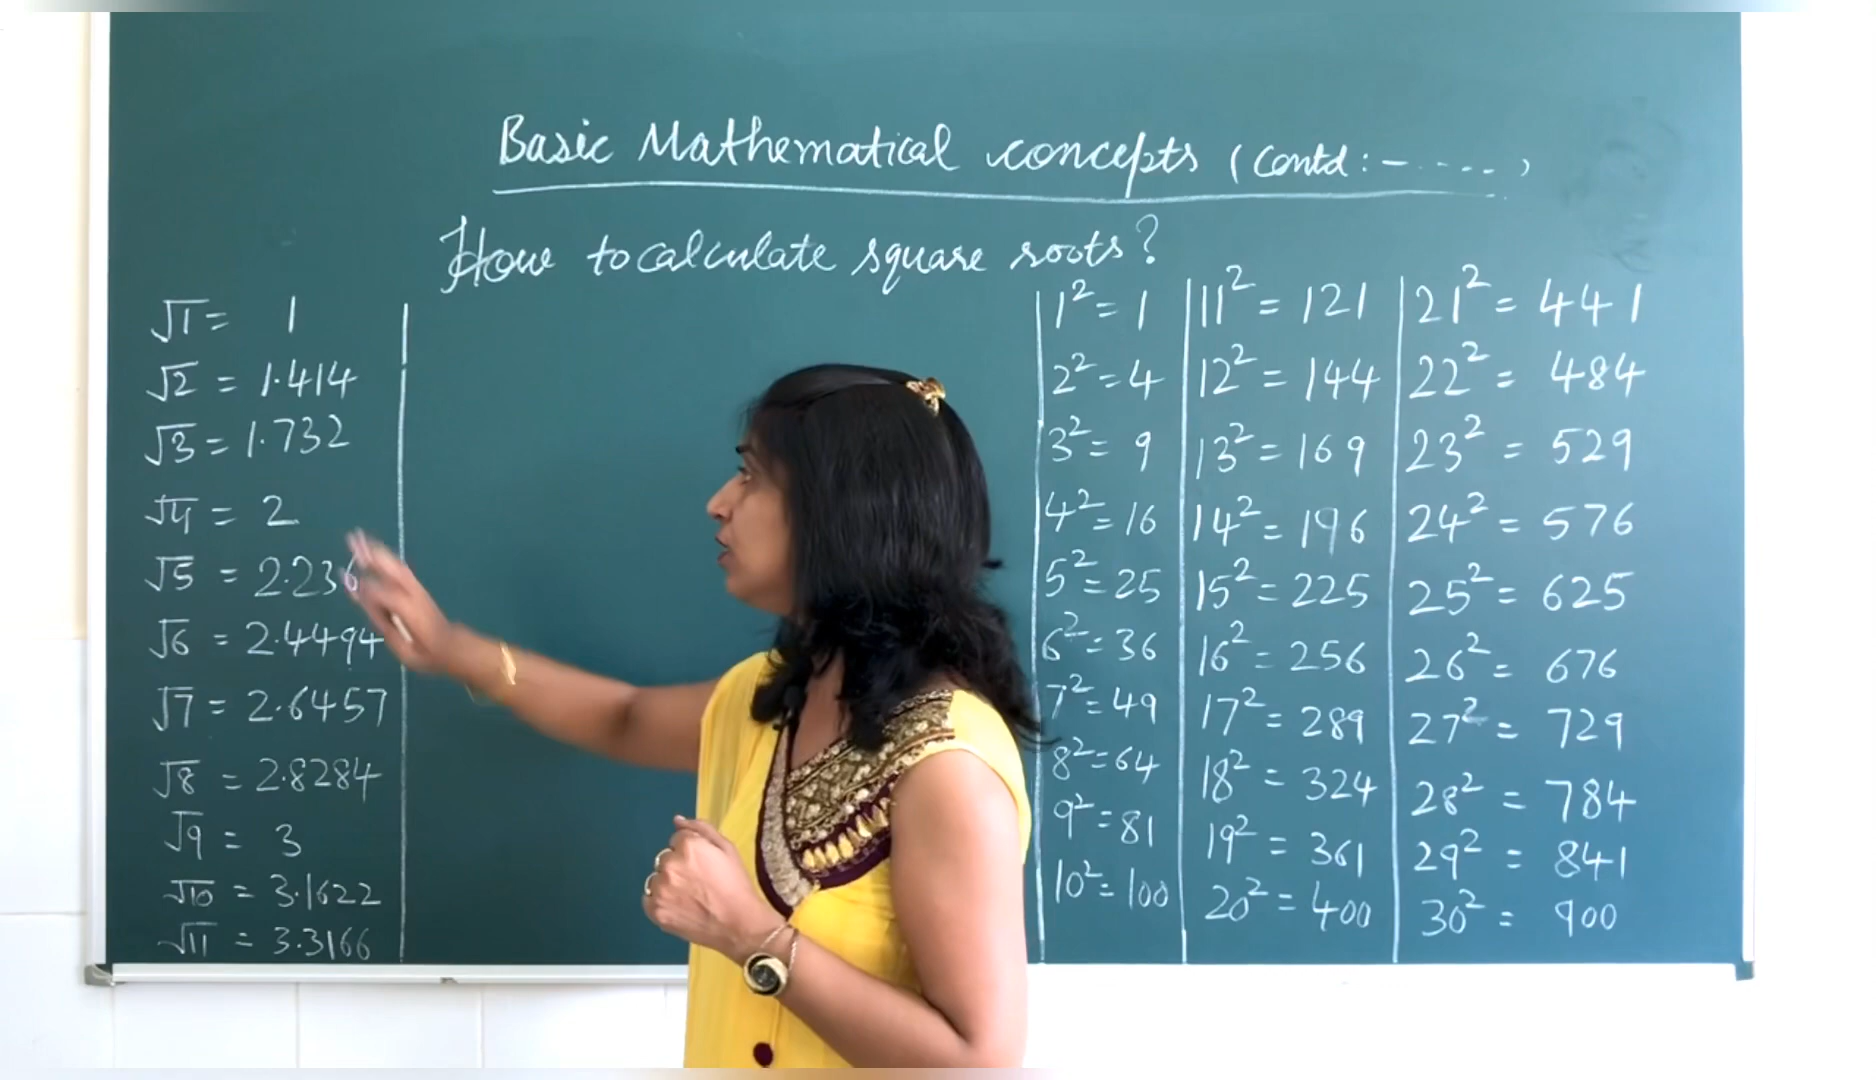 Basic Mathematical concepts (Contd:-.....)
How to calculate square roots?
√1 = 1
√2 = 1.414
√3 = 1.732
√4 = 2
√5 = 2.236
√6 = 2.4494
√7 = 2.6457
√8 = 2.8284
√9 = 3
√10 = 3.1622
√11 = 3.3166
1² = 1
2² = 4
3² = 9
4² = 16
5² = 25
6² = 36
7² = 49
8² = 64
9² = 81
10² = 100
11² = 121
12² = 144
13² = 169
14² = 196
15² = 225
16² = 256
17² = 289
18² = 324
19² = 361
20² = 400
21² = 441
22² = 484
23² = 529
24² = 576
25² = 625
26² = 676
27² = 729
28² = 784
29² = 841
30² = 900